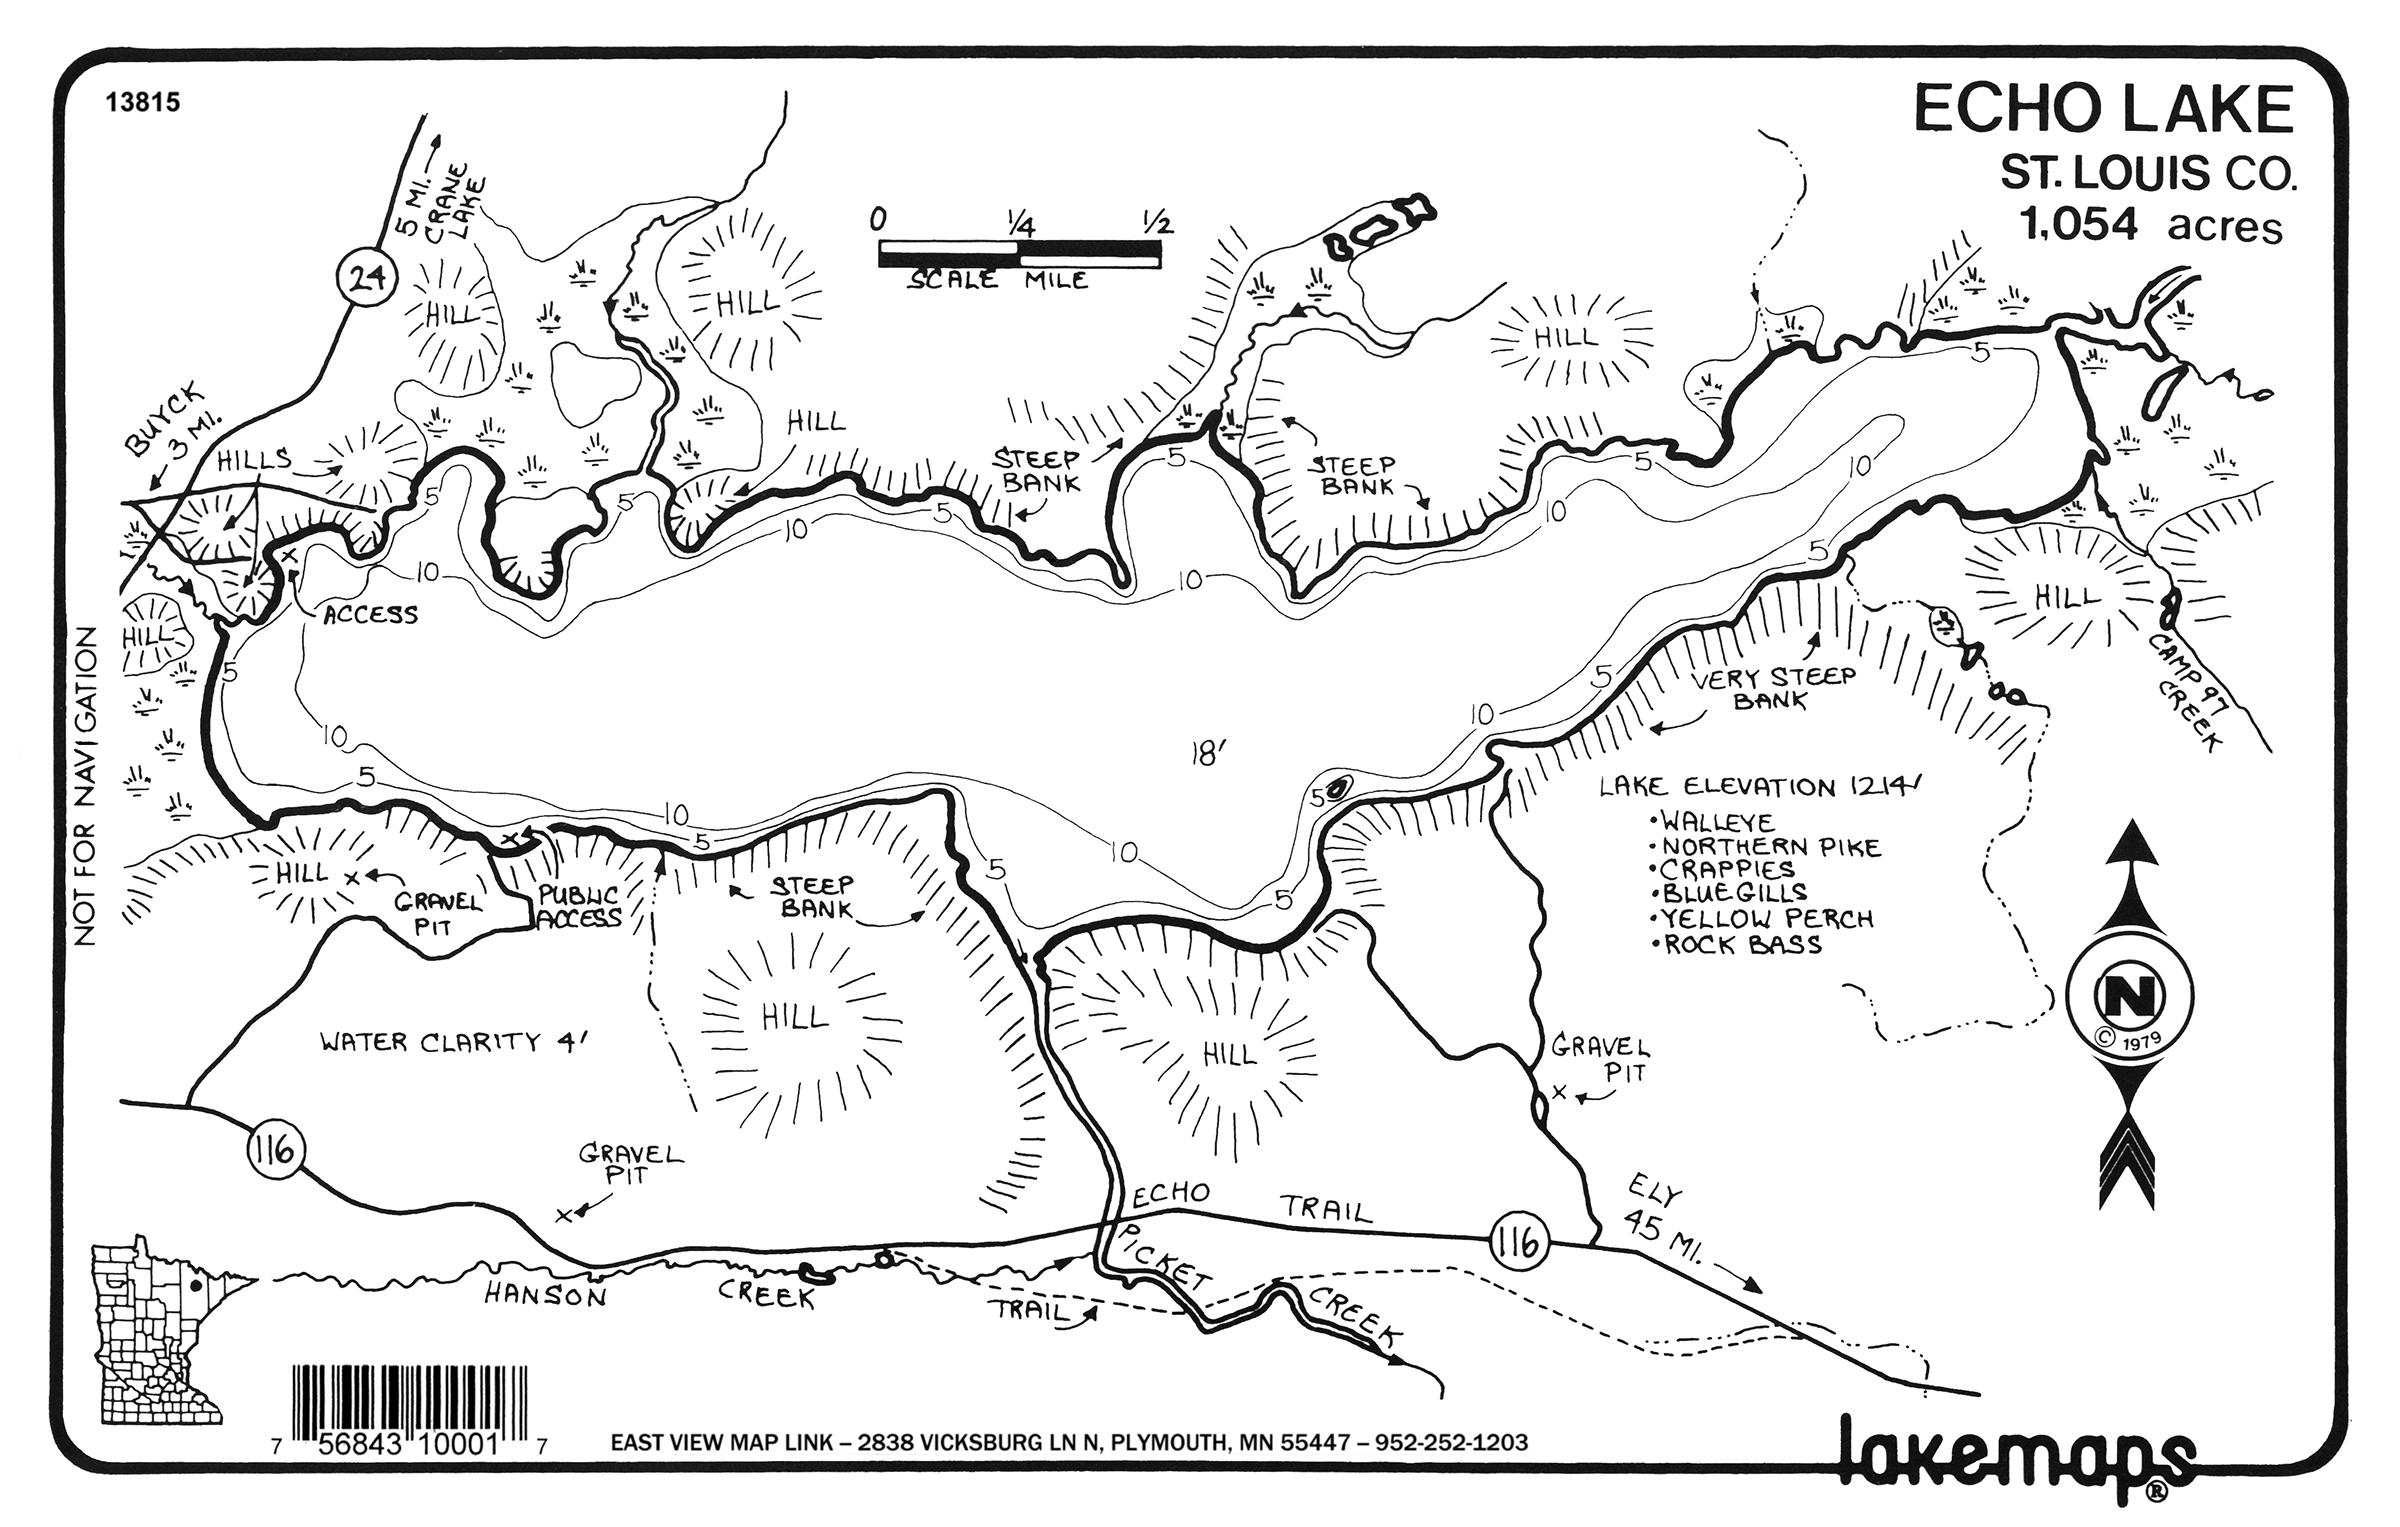 13815
ECHO LAKE
ST. LOUIS CO.
1,054 acres
5 MI.
CRANE
LAKE
24
0 1/4 1/2
SCALE MILE
HILL
HILL
HILL
BUYCK
3 MI.
HILLS
HILL
STEEP
BANK
STEEP
BANK
5
5
5
5
5
5
10
10
10
10
10
5
ACCESS
HILL
HILL
CAMP 97
CREEK
NOT FOR NAVIGATION
5
5
VERY STEEP
BANK
10
10
18'
5
LAKE ELEVATION 1214'
•WALLEYE
•NORTHERN PIKE
•CRAPPIES
•BLUEGILLS
•YELLOW PERCH
•ROCK BASS
5
10
5
10
5
5
HILL
GRAVEL
PIT
PUBLIC
ACCESS
STEEP
BANK
HILL
HILL
WATER CLARITY 4'
GRAVEL
PIT
N
© 1979
116
GRAVEL
PIT
ECHO TRAIL
116
ELY
45 MI.
HANSON CREEK
TRAIL
PICKET CREEK
7 56843 10001 7
EAST VIEW MAP LINK – 2838 VICKSBURG LN N, PLYMOUTH, MN 55447 – 952-252-1203
lakemaps®